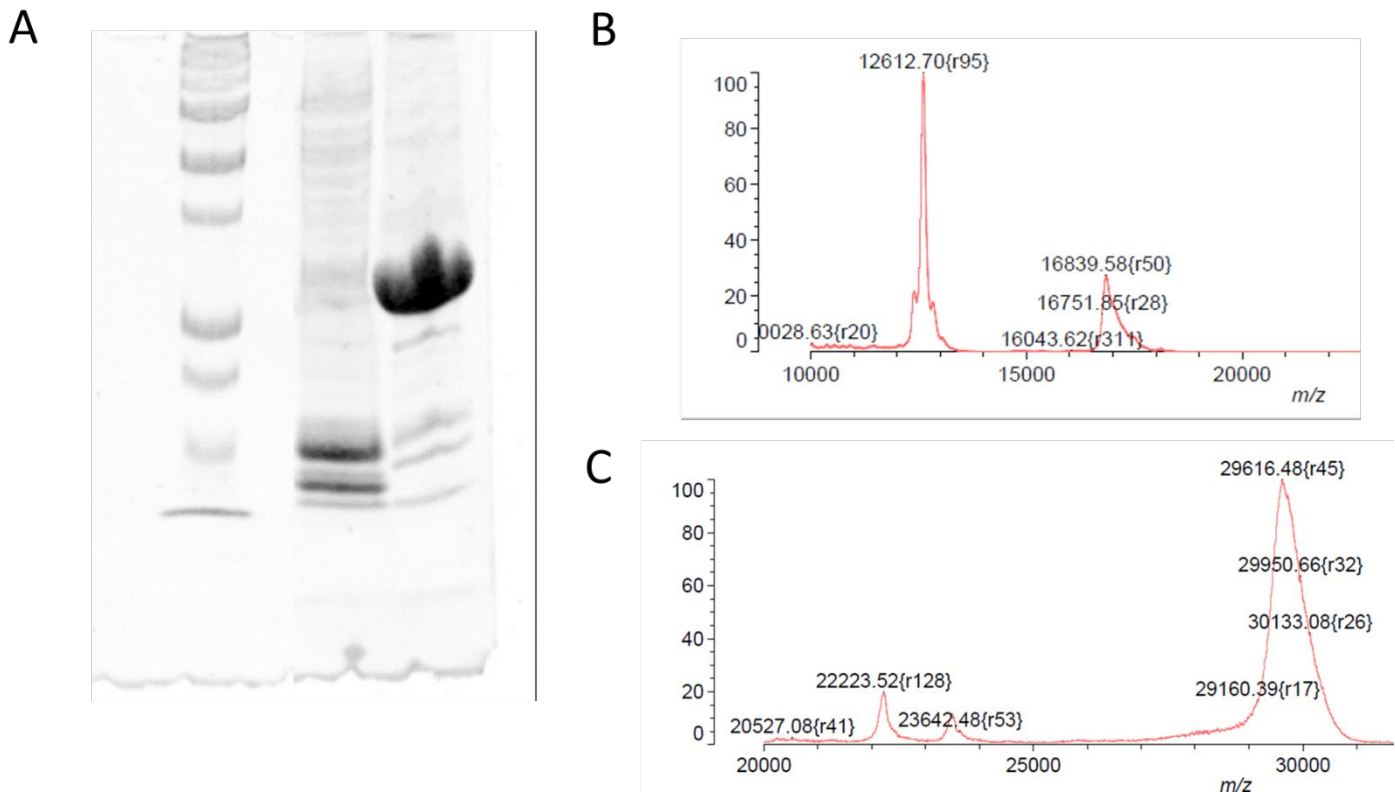 A
B
12612.70{r95}
100
80
60
40
20
0
16839.58{r50}
16751.85{r28}
0028.63{r20}
16043.62{r311}
10000 15000 20000
m/z
C
29616.48{r45}
100
80
60
40
20
0
29950.66{r32}
30133.08{r26}
22223.52{r128}
29160.39{r17}
20527.08{r41}
23642.48{r53}
20000 25000 30000
m/z